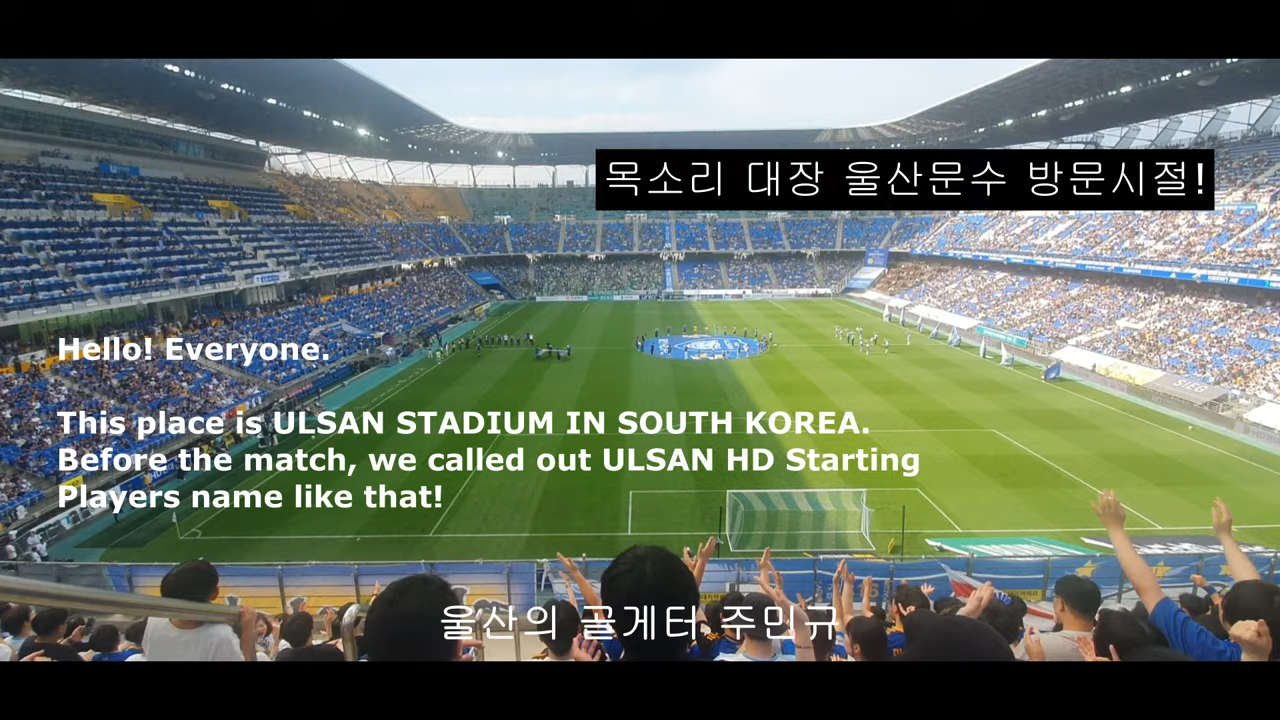 목소리 대장 울산문수 방문시절!
Hello! Everyone.
This place is ULSAN STADIUM IN SOUTH KOREA.
Before the match, we called out ULSAN HD Starting
Players name like that!
울산의 골게터 주민규